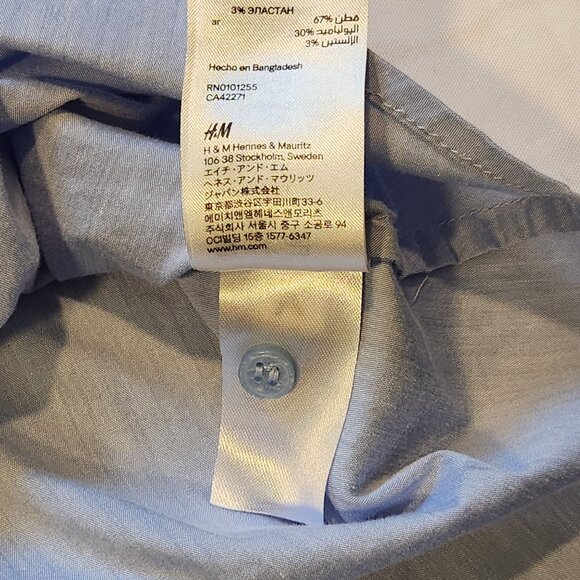 3% ЭЛАСТАН
ar
قطن %67
البولياميد %30
الإلستين %3
Hecho en Bangladesh
RN0101255
CA42271
H&M
H & M Hennes & Mauritz
106 38 Stockholm, Sweden
エイチ・アンド・エム
ヘネス・アンド・マウリッツ
ジャパン株式会社
東京都渋谷区宇田川町33-6
에이치앤엠헤네스앤모리츠
주식회사 서울시 중구 소공로 94
OCI빌딩 15층 1577-6347
www.hm.com